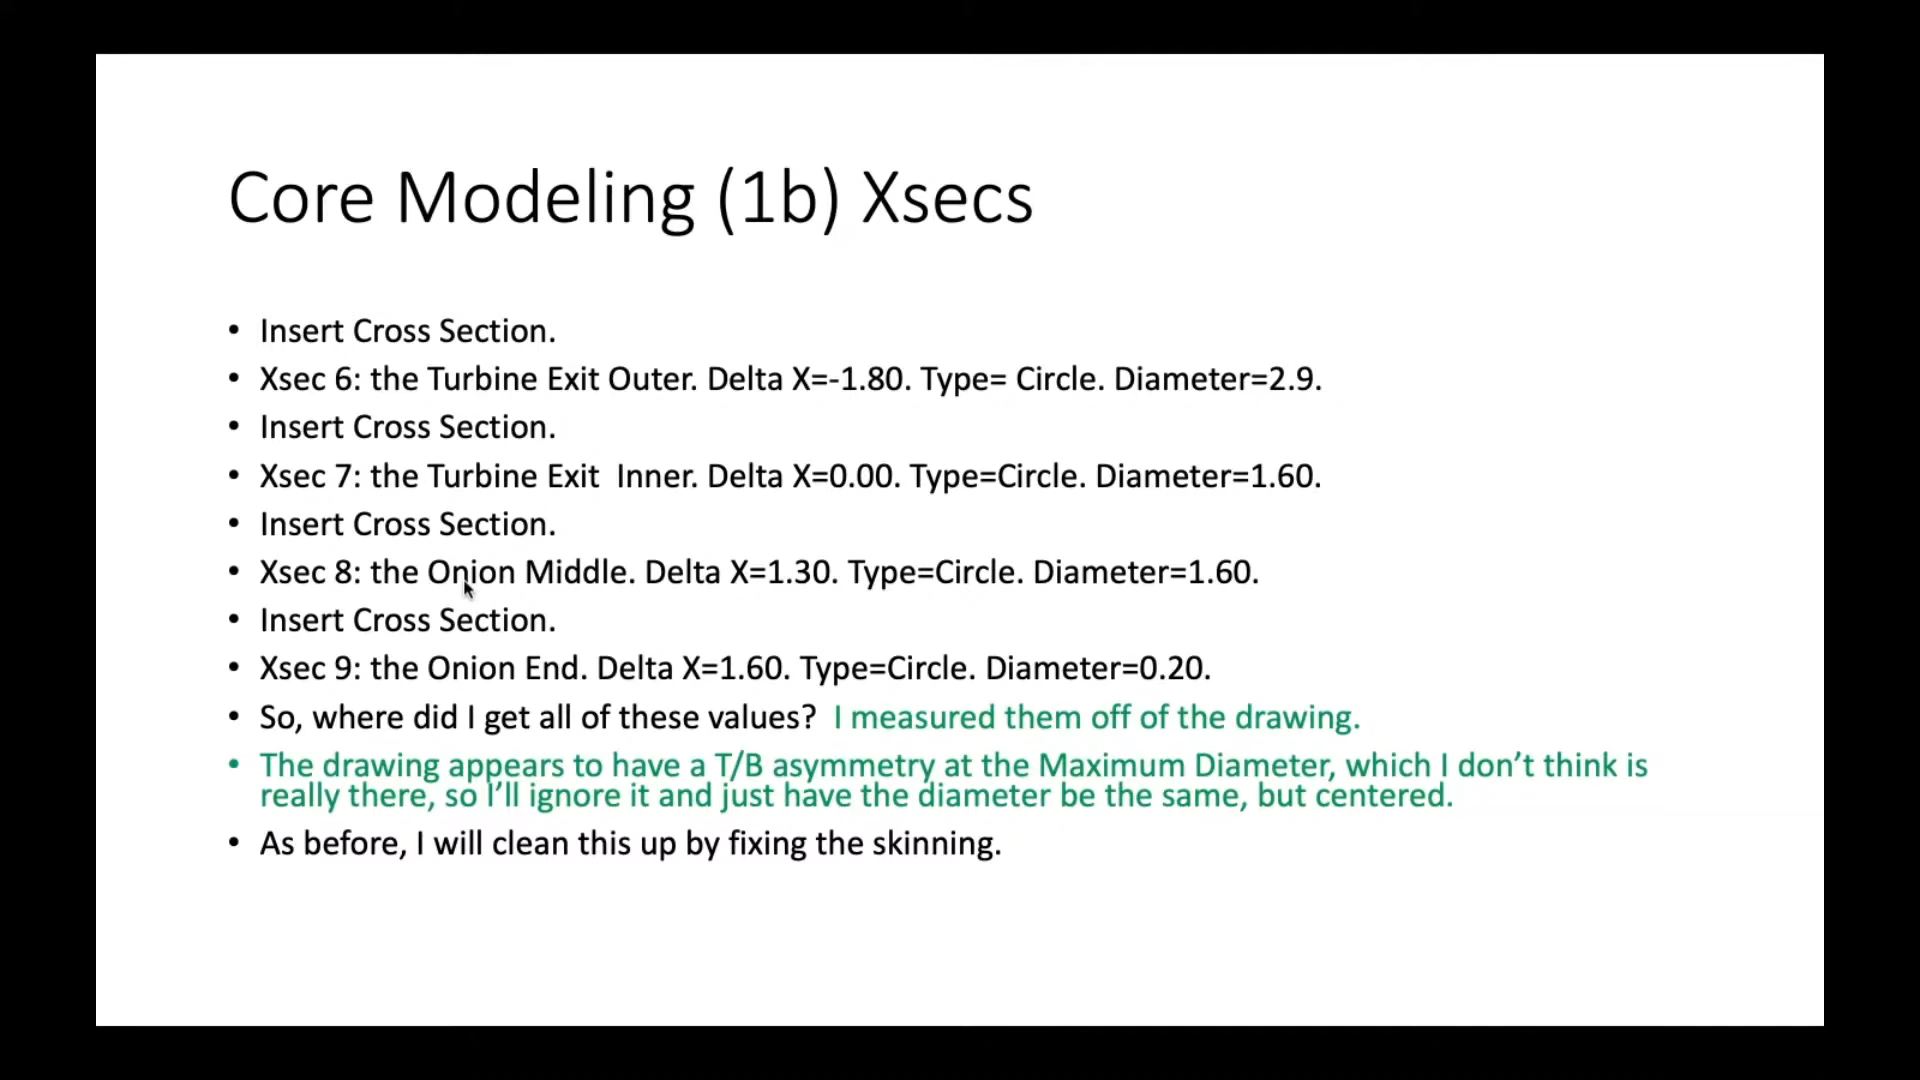 Core Modeling (1b) Xsecs
• Insert Cross Section.
• Xsec 6: the Turbine Exit Outer. Delta X=-1.80. Type= Circle. Diameter=2.9.
• Insert Cross Section.
• Xsec 7: the Turbine Exit  Inner. Delta X=0.00. Type=Circle. Diameter=1.60.
• Insert Cross Section.
• Xsec 8: the Onion Middle. Delta X=1.30. Type=Circle. Diameter=1.60.
• Insert Cross Section.
• Xsec 9: the Onion End. Delta X=1.60. Type=Circle. Diameter=0.20.
• So, where did I get all of these values?  I measured them off of the drawing.
• The drawing appears to have a T/B asymmetry at the Maximum Diameter, which I don’t think is
really there, so I’ll ignore it and just have the diameter be the same, but centered.
• As before, I will clean this up by fixing the skinning.